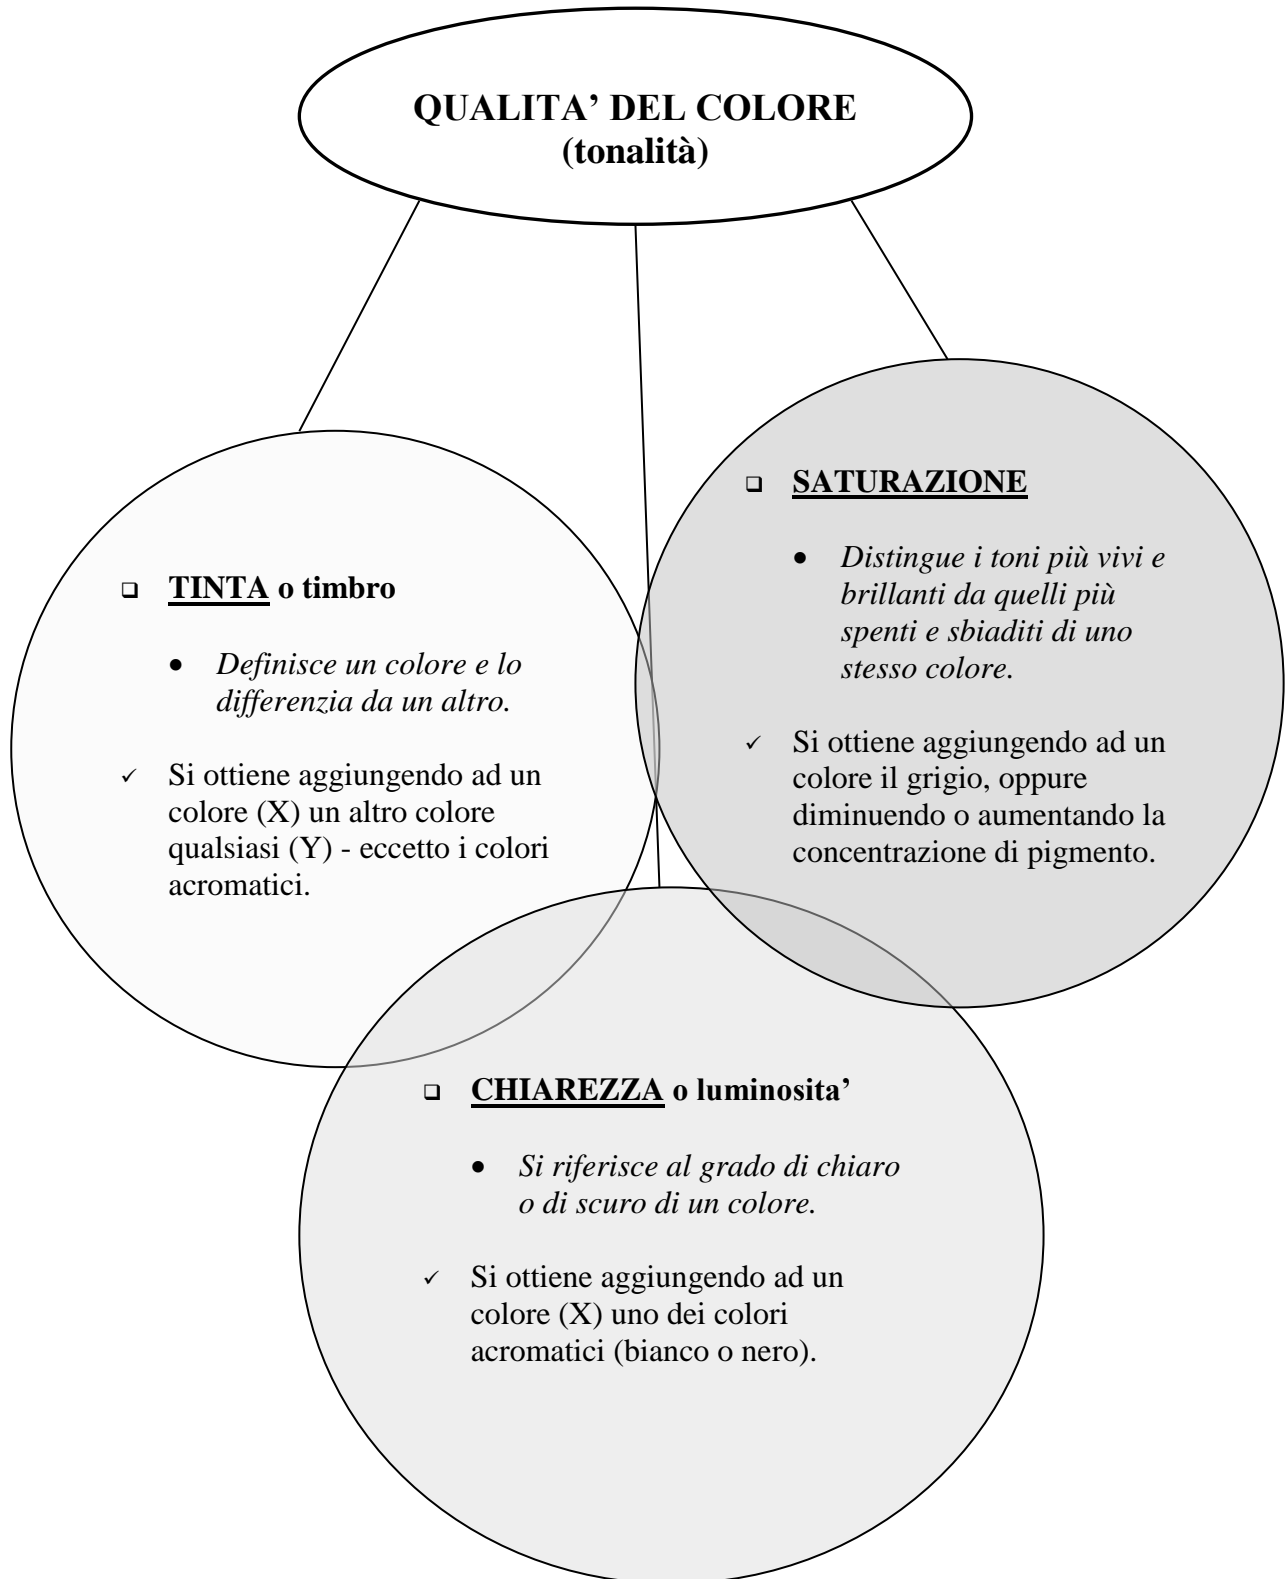 QUALITA’ DEL COLORE
(tonalità)
❑ SATURAZIONE
• Distingue i toni più vivi e
brillanti da quelli più
spenti e sbiaditi di uno
stesso colore.
✓ Si ottiene aggiungendo ad un
colore il grigio, oppure
diminuendo o aumentando la
concentrazione di pigmento.
❑ TINTA o timbro
• Definisce un colore e lo
differenzia da un altro.
✓ Si ottiene aggiungendo ad un
colore (X) un altro colore
qualsiasi (Y) - eccetto i colori
acromatici.
❑ CHIAREZZA o luminosita’
• Si riferisce al grado di chiaro
o di scuro di un colore.
✓ Si ottiene aggiungendo ad un
colore (X) uno dei colori
acromatici (bianco o nero).